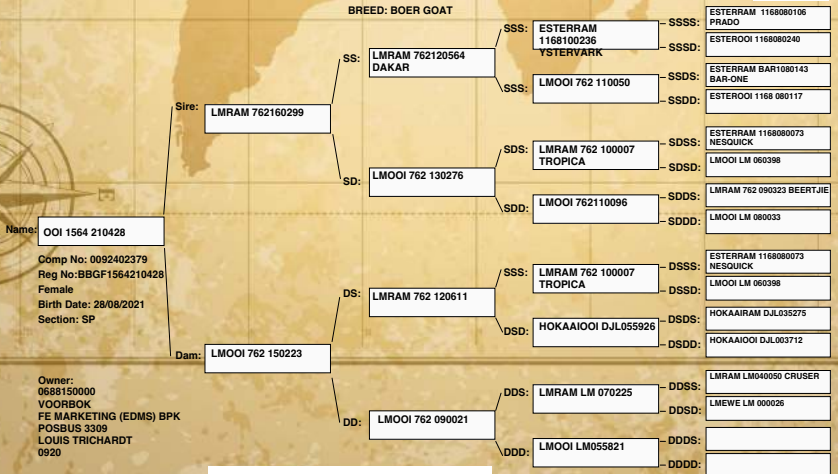 BREED: BOER GOAT
Name:
OOI 1564 210428
Comp No: 0092402379
Reg No:BBGF1564210428
Female
Birth Date: 28/08/2021
Section: SP
Owner:
0688150000
VOORBOK
FE MARKETING (EDMS) BPK
POSBUS 3309
LOUIS TRICHARDT
0920
Sire:
LMRAM 762160299
Dam:
LMOOI 762 150223
SS:
LMRAM 762120564
DAKAR
SD:
LMOOI 762 130276
DS:
LMRAM 762 120611
DD:
LMOOI 762 090021
SSS:
ESTERRAM
1168100236
YSTERVARK
SSS:
LMOOI 762 110050
SDS:
LMRAM 762 100007
TROPICA
SDD:
LMOOI 762110096
SSS:
LMRAM 762 100007
TROPICA
DSD:
HOKAAIOOI DJL055926
DDS:
LMRAM LM 070225
DDD:
LMOOI LM055821
SSSS:
ESTERRAM 1168080106
PRADO
SSSD:
ESTEROOI 1168080240
SSDS:
ESTERRAM BAR1080143
BAR-ONE
SSDD:
ESTEROOI 1168 080117
SDSS:
ESTERRAM 1168080073
NESQUICK
SDSD:
LMOOI LM 060398
SDDS:
LMRAM 762 090323 BEERTJIE
SDDD:
LMOOI LM 080033
DSSS:
ESTERRAM 1168080073
NESQUICK
DSSD:
LMOOI LM 060398
DSDS:
HOKAAIRAM DJL035275
DSDD:
HOKAAIOOI DJL003712
DDSS:
LMRAM LM040050 CRUSER
DDSD:
LMEWE LM 000026
DDDS:
DDDD:
E